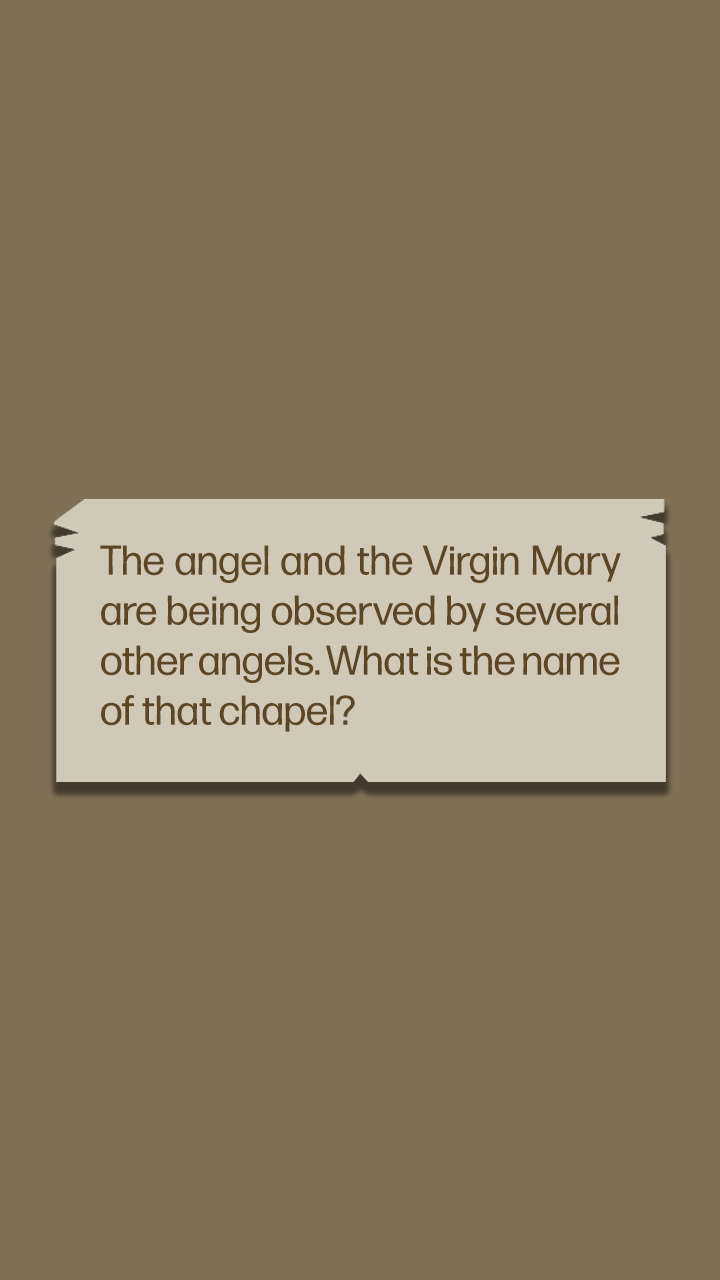 The angel and the Virgin Mary
are being observed by several
other angels. What is the name
of that chapel?